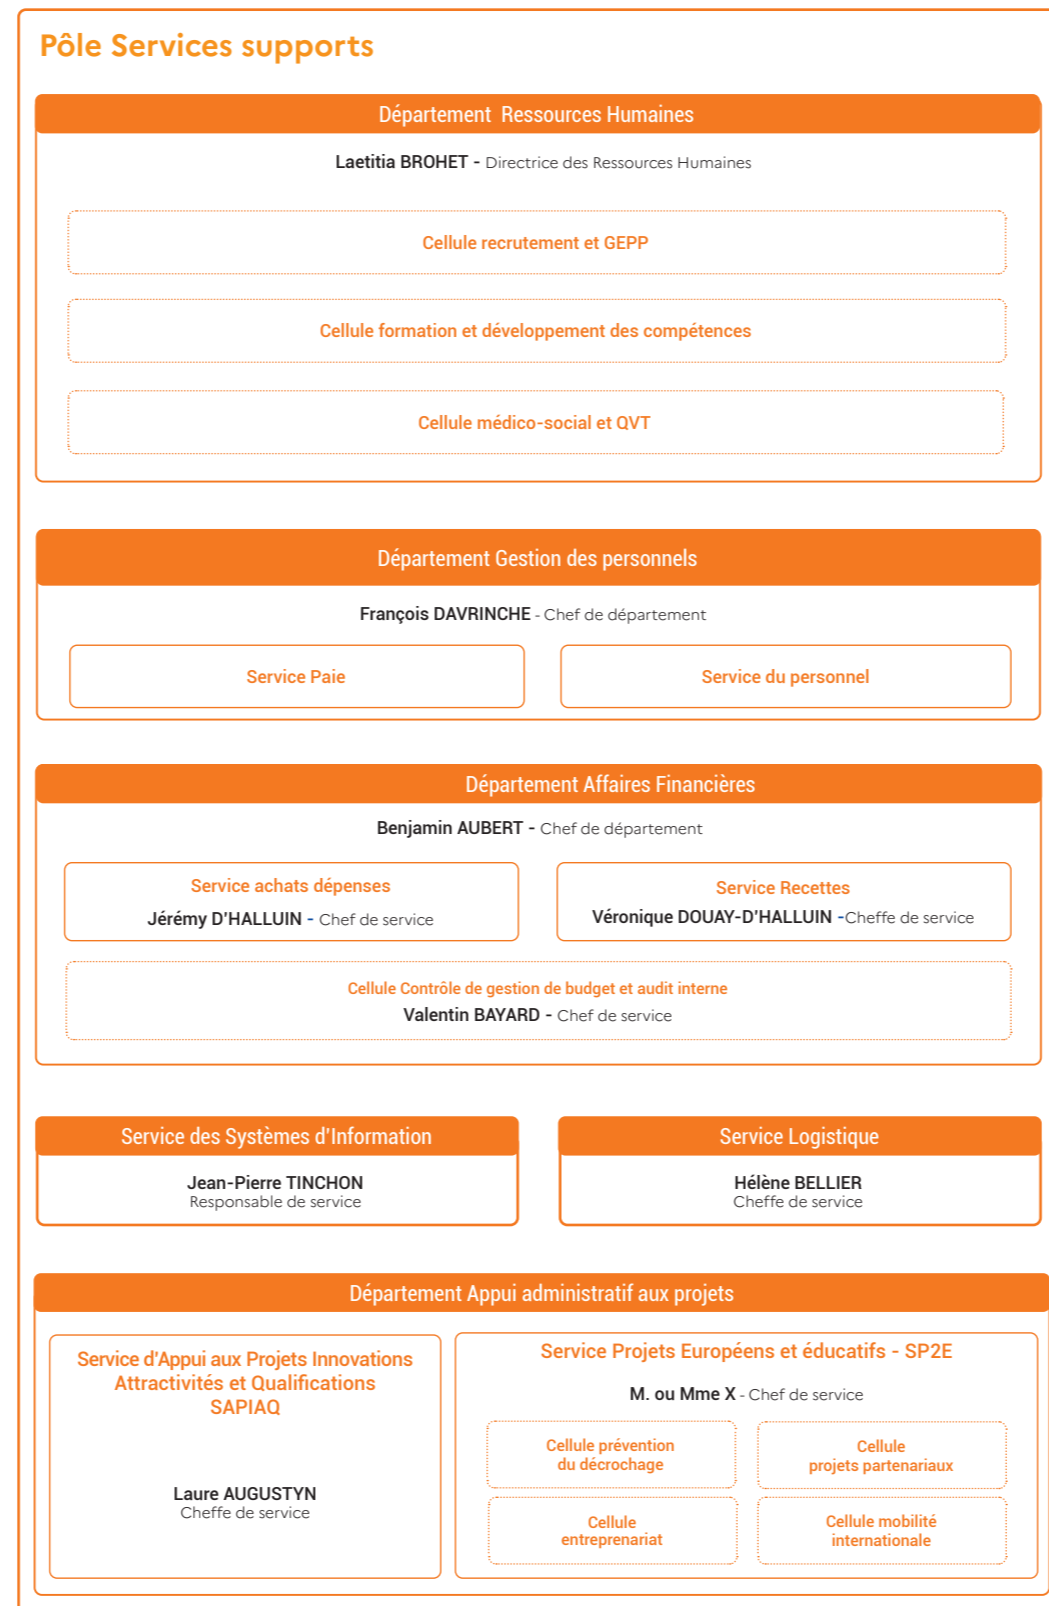 Pôle Services supports
Département Ressources Humaines
Laetitia BROHET - Directrice des Ressources Humaines
Cellule recrutement et GEPP
Cellule formation et développement des compétences
Cellule médico-social et QVT
Département Gestion des personnels
François DAVRINCHE - Chef de département
Service Paie
Service du personnel
Département Affaires Financières
Benjamin AUBERT - Chef de département
Service achats dépenses
Jérémy D'HALLUIN - Chef de service
Service Recettes
Véronique DOUAY-D'HALLUIN -Cheffe de service
Cellule Contrôle de gestion de budget et audit interne
Valentin BAYARD - Chef de service
Service des Systèmes d'Information
Jean-Pierre TINCHON
Responsable de service
Service Logistique
Hélène BELLIER
Cheffe de service
Département Appui administratif aux projets
Service d'Appui aux Projets Innovations
Attractivités et Qualifications
SAPIAQ
Laure AUGUSTYN
Cheffe de service
Service Projets Européens et éducatifs - SP2E
M. ou Mme X - Chef de service
Cellule prévention
du décrochage
Cellule
projets partenariaux
Cellule
entreprenariat
Cellule mobilité
internationale